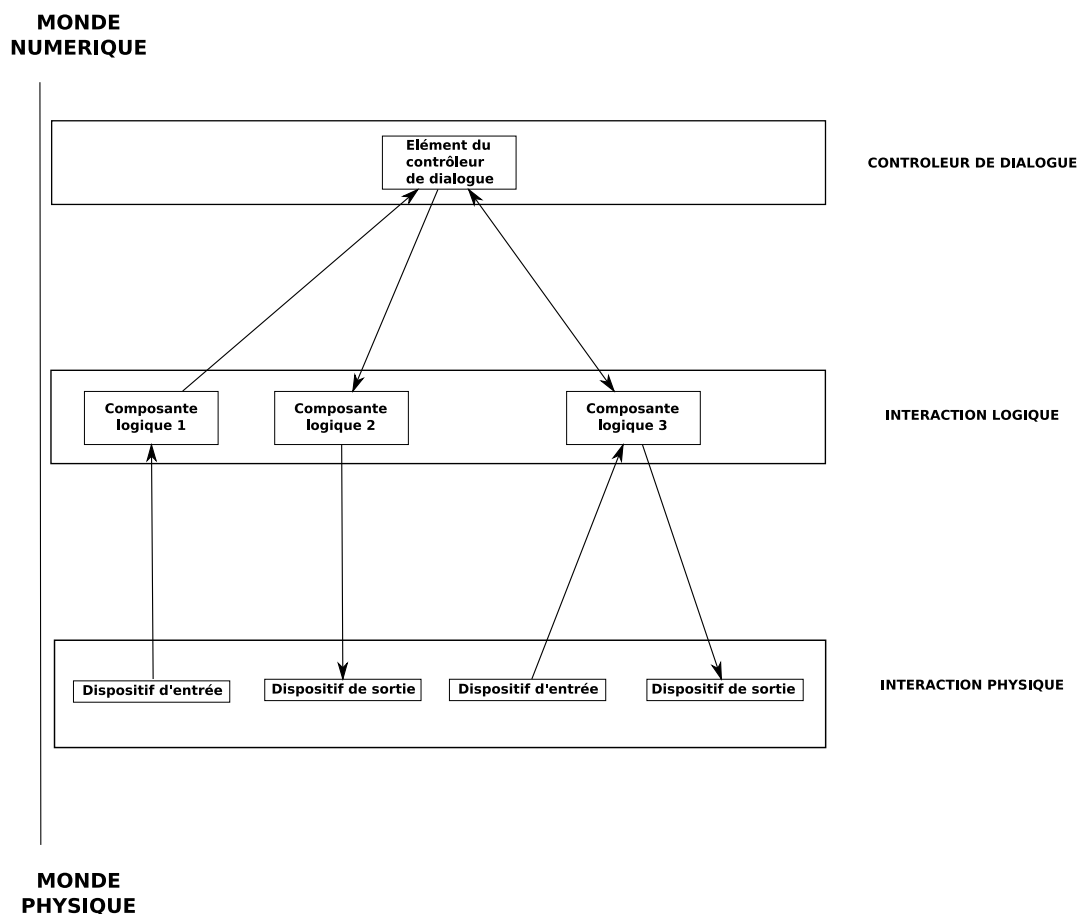 MONDE
NUMERIQUE
Elément du
contrôleur
de dialogue
CONTROLEUR DE DIALOGUE
Composante
logique 1
Composante
logique 2
Composante
logique 3
INTERACTION LOGIQUE
Dispositif d'entrée
Dispositif de sortie
Dispositif d'entrée
Dispositif de sortie
INTERACTION PHYSIQUE
MONDE
PHYSIQUE